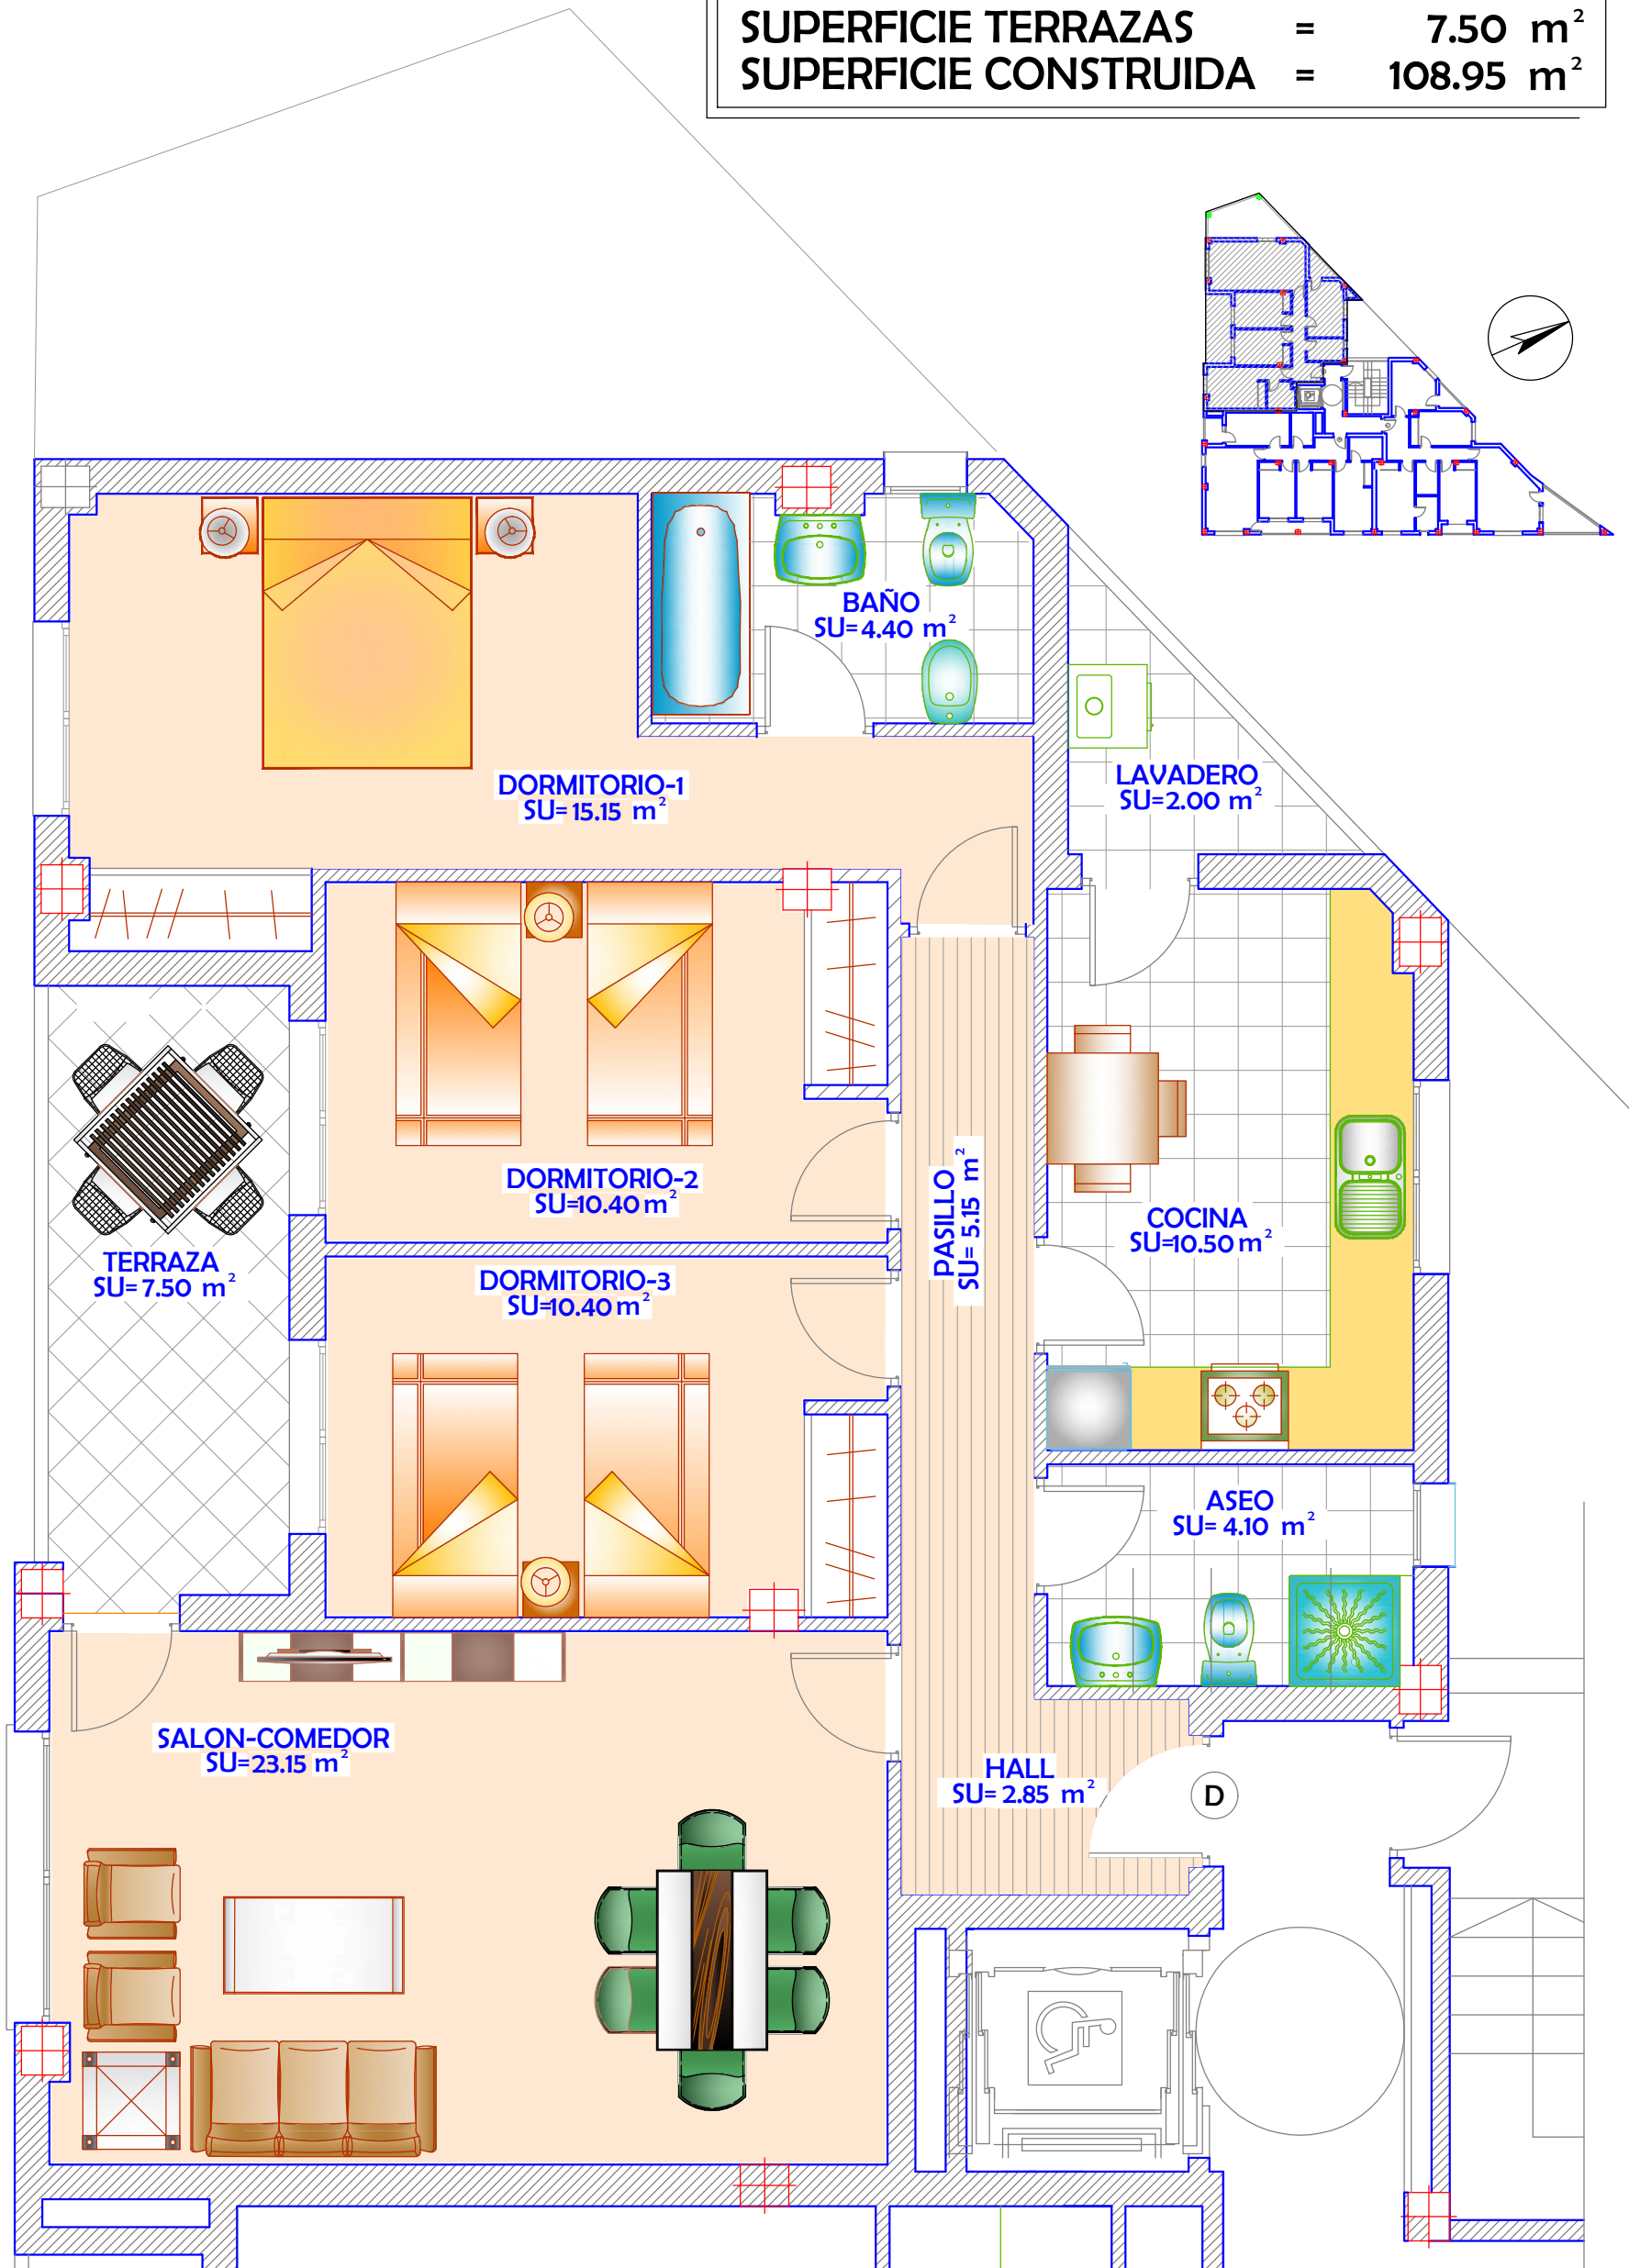 SUPERFICIE TERRAZAS = 7.50 m²
SUPERFICIE CONSTRUIDA = 108.95 m²
BAÑO
SU=4.40 m²
DORMITORIO-1
SU= 15.15 m²
LAVADERO
SU=2.00 m²
DORMITORIO-2
SU=10.40 m²
PASILLO
SU= 5.15 m²
COCINA
SU=10.50 m²
TERRAZA
SU=7.50 m²
DORMITORIO-3
SU=10.40 m²
ASEO
SU= 4.10 m²
SALON-COMEDOR
SU=23.15 m²
HALL
SU= 2.85 m²
D